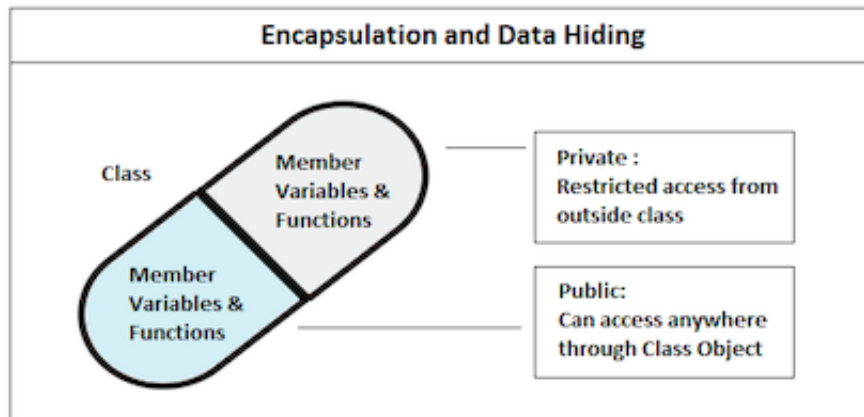 Encapsulation and Data Hiding
Class
Member
Variables &
Functions
Private :
Restricted access from
outside class
Member
Variables &
Functions
Public:
Can access anywhere
through Class Object